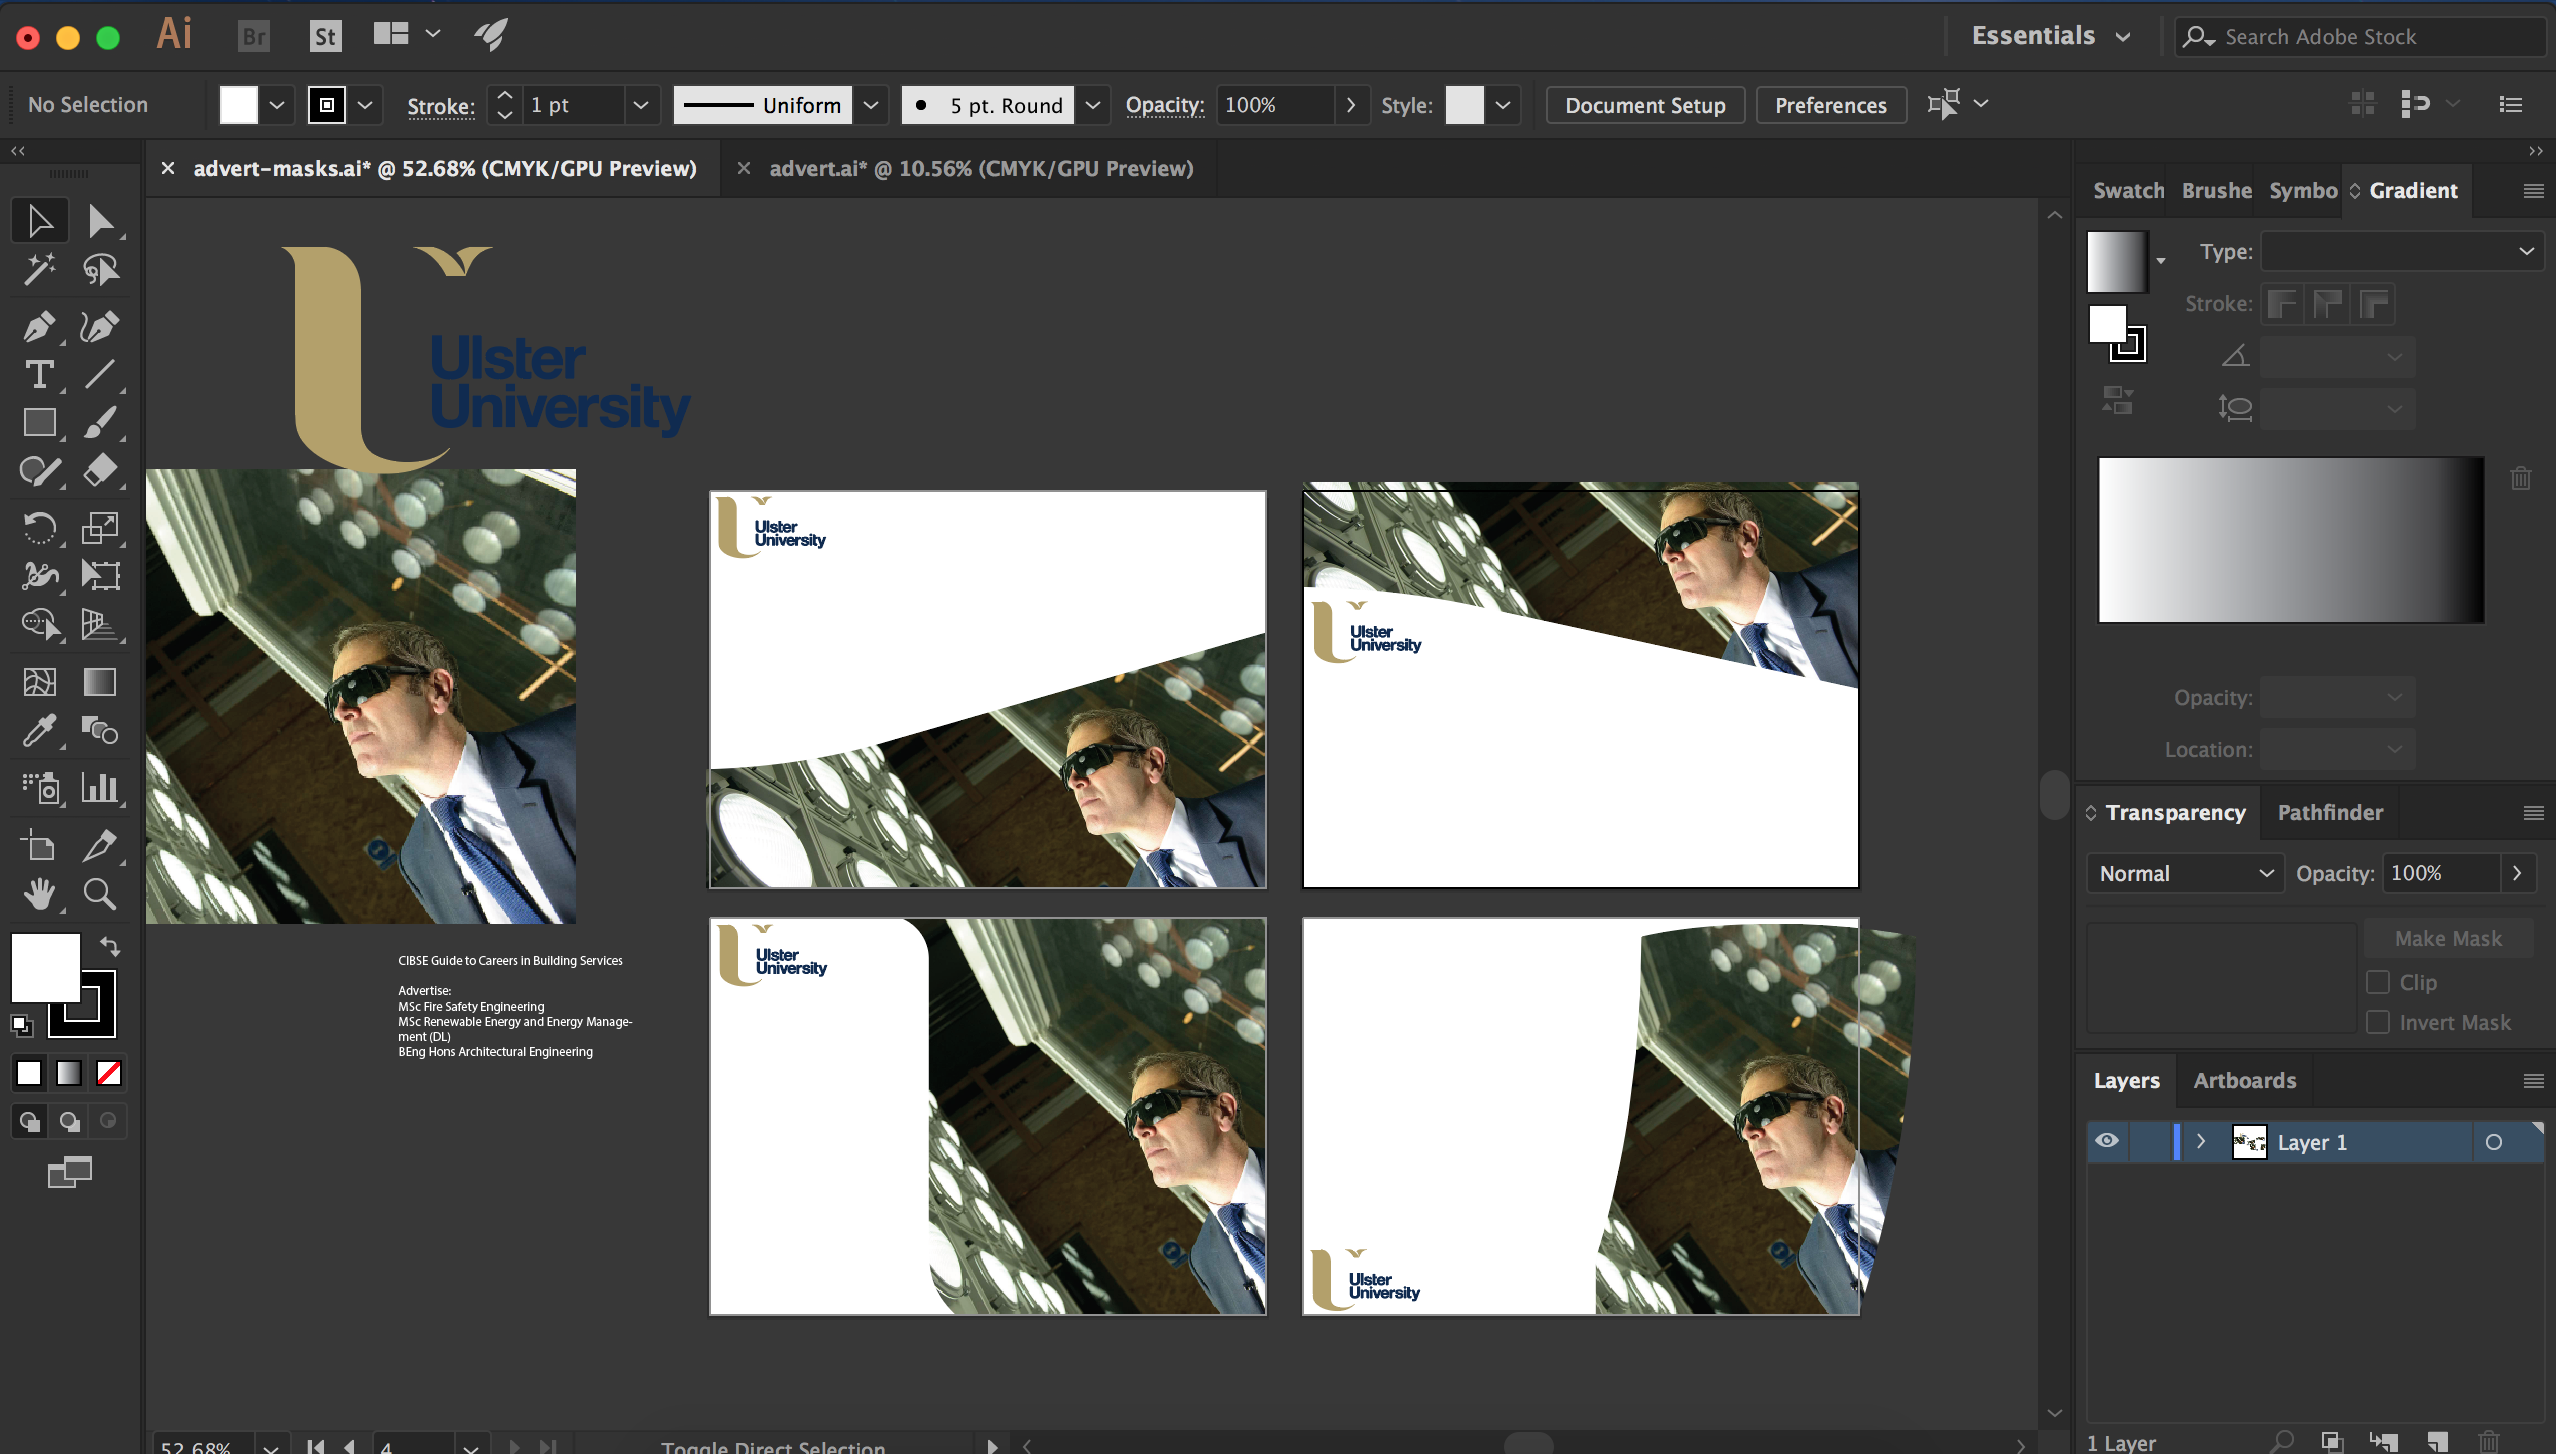 Ai
Br
St
Essentials
Search Adobe Stock
No Selection
Stroke:
1 pt
Uniform
5 pt. Round
Opacity:
100%
Style:
Document Setup
Preferences
advert-masks.ai* @ 52.68% (CMYK/GPU Preview)
advert.ai* @ 10.56% (CMYK/GPU Preview)
Swatch
Brushe
Symbo
Gradient
Type:
Stroke:
Opacity:
Location:
Ulster
University
Ulster
University
Ulster
University
Ulster
University
Ulster
University
CIBSE Guide to Careers in Building Services
Advertise:
MSc Fire Safety Engineering
MSc Renewable Energy and Energy Manage-
ment (DL)
BEng Hons Architectural Engineering
Transparency
Pathfinder
Normal
Opacity:
100%
Make Mask
Clip
Invert Mask
Layers
Artboards
Layer 1
1 Layer
52.68%
4
Toggle Direct Selection